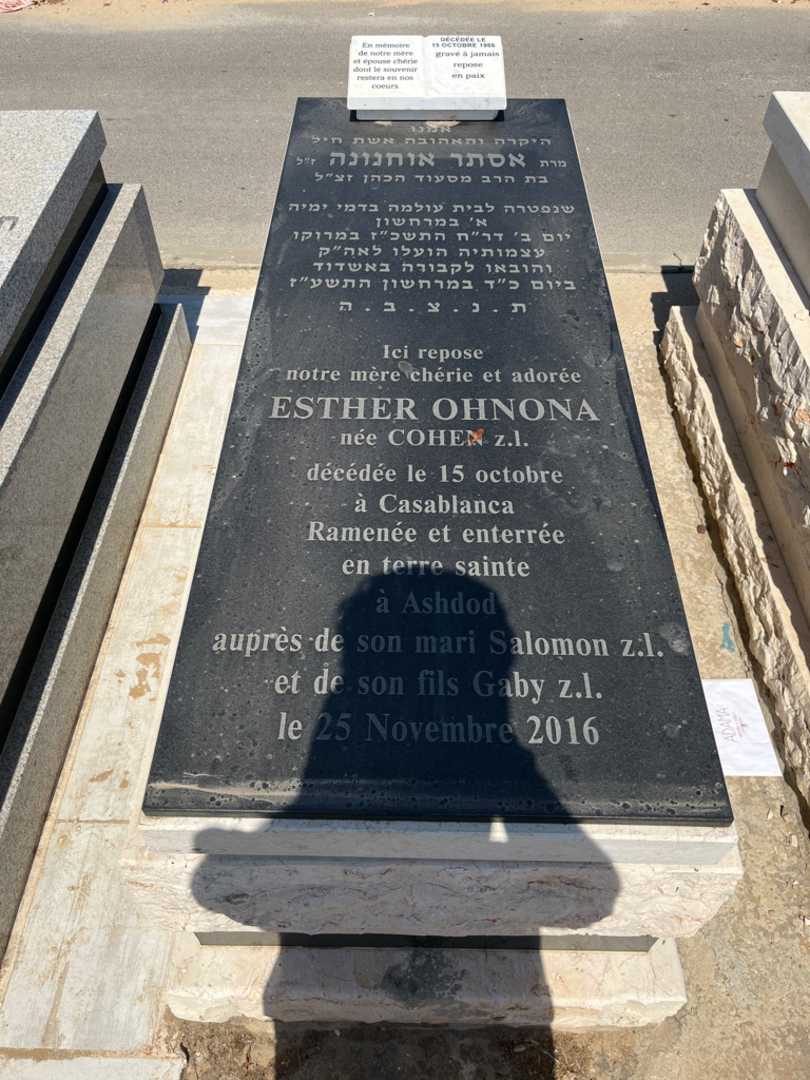 En mémoire
de notre mère
et épouse chérie
dont le souvenir
restera en nos
coeurs
DÉCÉDÉE LE
15 OCTOBRE 1966
gravé à jamais
repose
en paix
אמנו
היקרה והאהובה אשת חיל
מרת אסתר אוחנונה ז"ל
בת הרב מסעוד הכהן זצ"ל
שנפטרה לבית עולמה בדמי ימיה
א' במרחשון
יום ב' דר"ח התשכ"ז במרוקו
עצמותיה הועלו לאה"ק
והובאו לקבורה באשדוד
ביום כ"ד במרחשון התשע"ז
ת . נ . צ . ב . ה
Ici repose
notre mère chérie et adorée
ESTHER OHNONA
née COHEN z.l.
décédée le 15 octobre
à Casablanca
Ramenée et enterrée
en terre sainte
à Ashdod
auprès de son mari Salomon z.l.
et de son fils Gaby z.l.
le 25 Novembre 2016
ADAMA